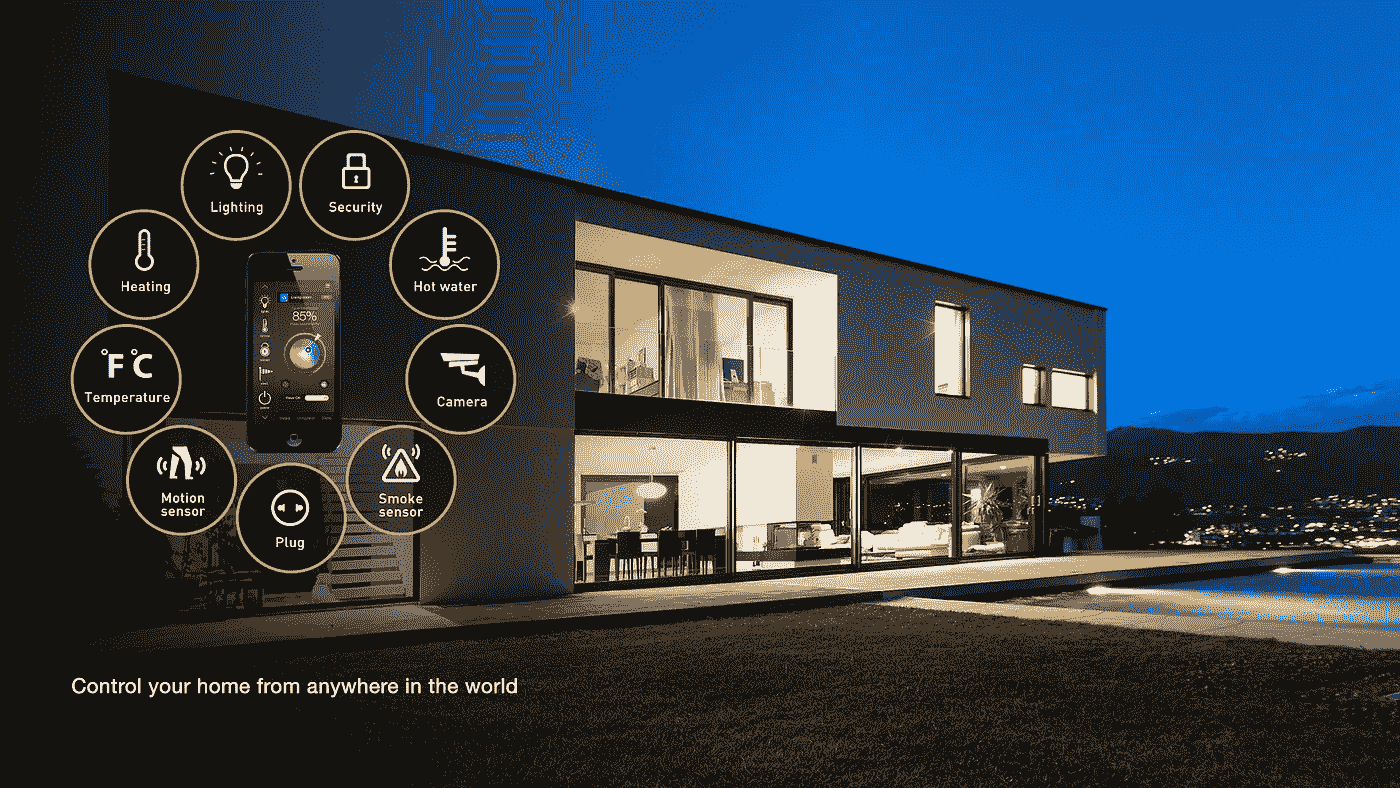 Lighting
Security
Heating
Hot water
85%
°F °C
Temperature
Camera
Motion
sensor
Smoke
sensor
Plug
Control your home from anywhere in the world